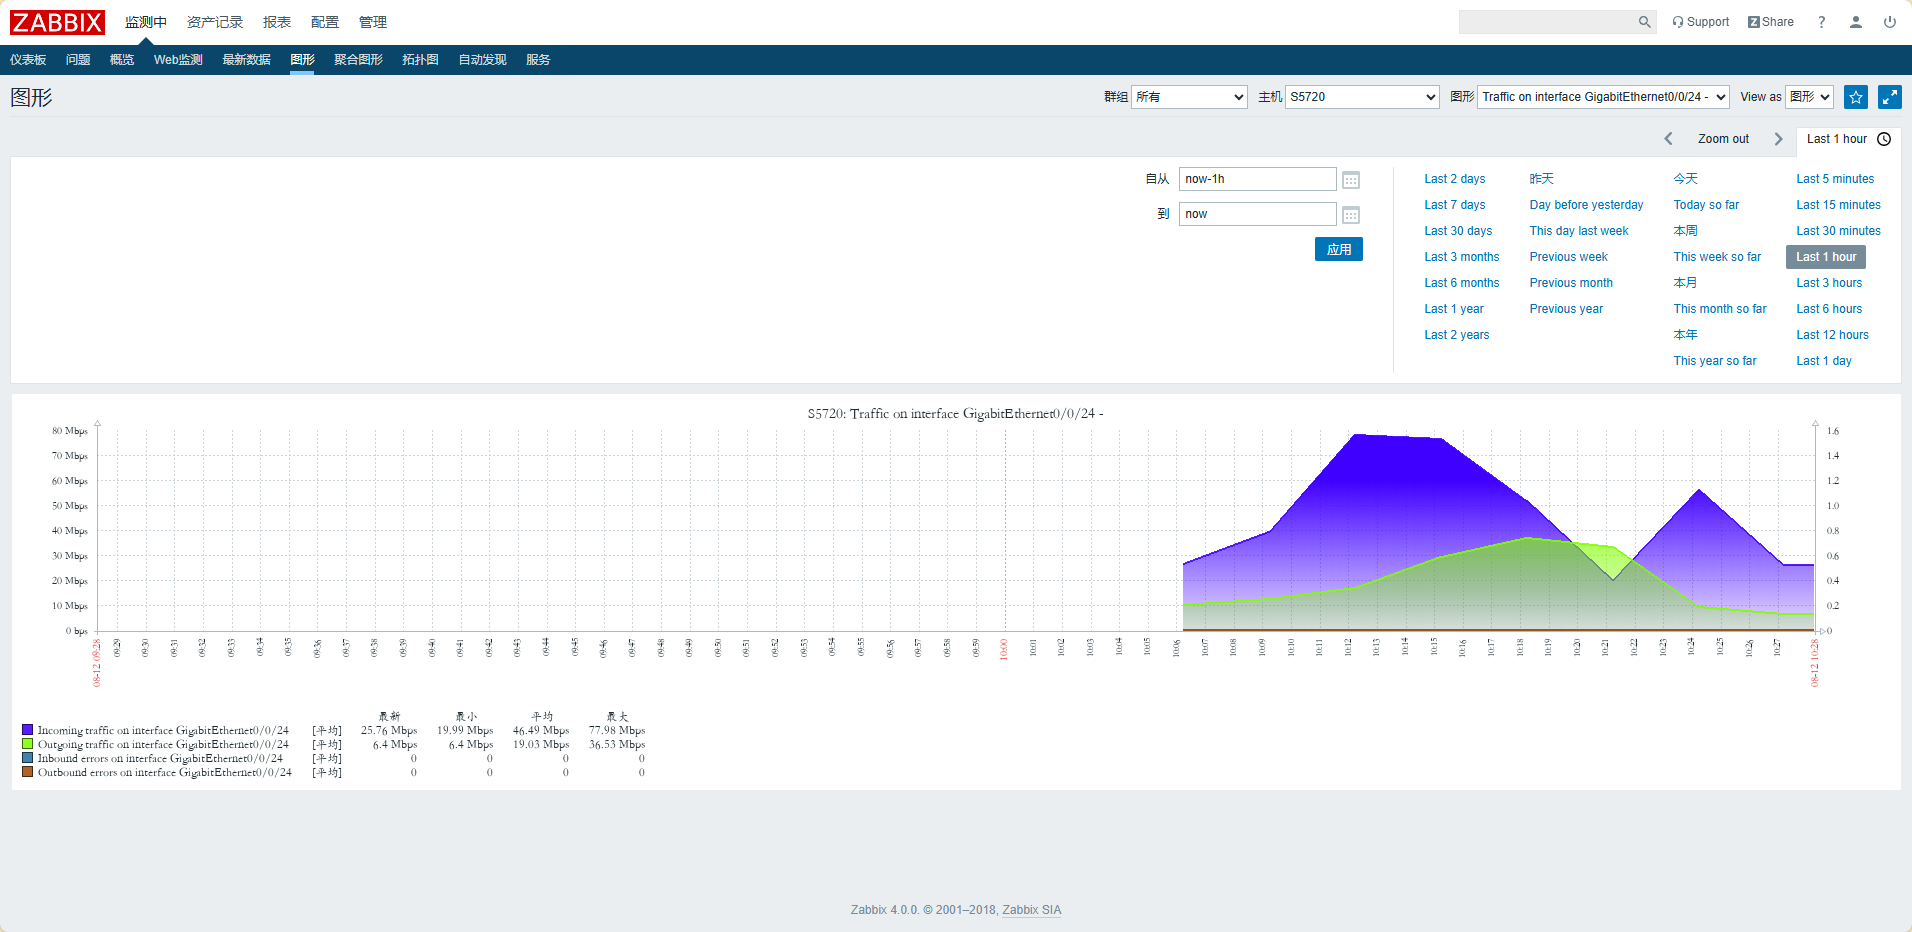 ZABBIX 监测中 资产记录 报表 配置 管理 Support Z Share ?
仪表板 问题 概览 Web监测 最新数据 图形 聚合图形 拓扑图 自动发现 服务
图形 群组 所有 主机 S5720 图形 Traffic on interface GigabitEthernet0/0/24 - View as 图形
Zoom out Last 1 hour
自从 now-1h
到 now
应用
Last 2 days 昨天 今天 Last 5 minutes
Last 7 days Day before yesterday Today so far Last 15 minutes
Last 30 days This day last week 本周 Last 30 minutes
Last 3 months Previous week This week so far Last 1 hour
Last 6 months Previous month 本月 Last 3 hours
Last 1 year Previous year This month so far Last 6 hours
Last 2 years 本年 Last 12 hours
This year so far Last 1 day
S5720: Traffic on interface GigabitEthernet0/0/24 -
80 Mbps 1.6
70 Mbps 1.4
60 Mbps 1.2
50 Mbps 1.0
40 Mbps 0.8
30 Mbps 0.6
20 Mbps 0.4
10 Mbps 0.2
0 bps 0
08-12 09:28 09:29 09:30 09:31 09:32 09:33 09:34 09:35 09:36 09:37 09:38 09:39 09:40 09:41 09:42 09:43 09:44 09:45 09:46 09:47 09:48 09:49 09:50 09:51 09:52 09:53 09:54 09:55 09:56 09:57 09:58 09:59 10:00 10:01 10:02 10:03 10:04 10:05 10:06 10:07 10:08 10:09 10:10 10:11 10:12 10:13 10:14 10:15 10:16 10:17 10:18 10:19 10:20 10:21 10:22 10:23 10:24 10:25 10:26 10:27 08-12 10:28
最新 最小 平均 最大
Incoming traffic on interface GigabitEthernet0/0/24 [平均] 25.76 Mbps 19.99 Mbps 46.49 Mbps 77.98 Mbps
Outgoing traffic on interface GigabitEthernet0/0/24 [平均] 6.4 Mbps 6.4 Mbps 19.03 Mbps 36.53 Mbps
Inbound errors on interface GigabitEthernet0/0/24 [平均] 0 0 0 0
Outbound errors on interface GigabitEthernet0/0/24 [平均] 0 0 0 0
Zabbix 4.0.0. © 2001–2018, Zabbix SIA